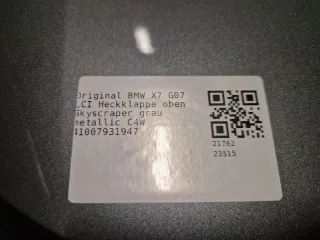 Original BMW X7 G07
LCI Heckklappe oben
Skyscraper grau
metallic C4W
41007931947
21762
23515